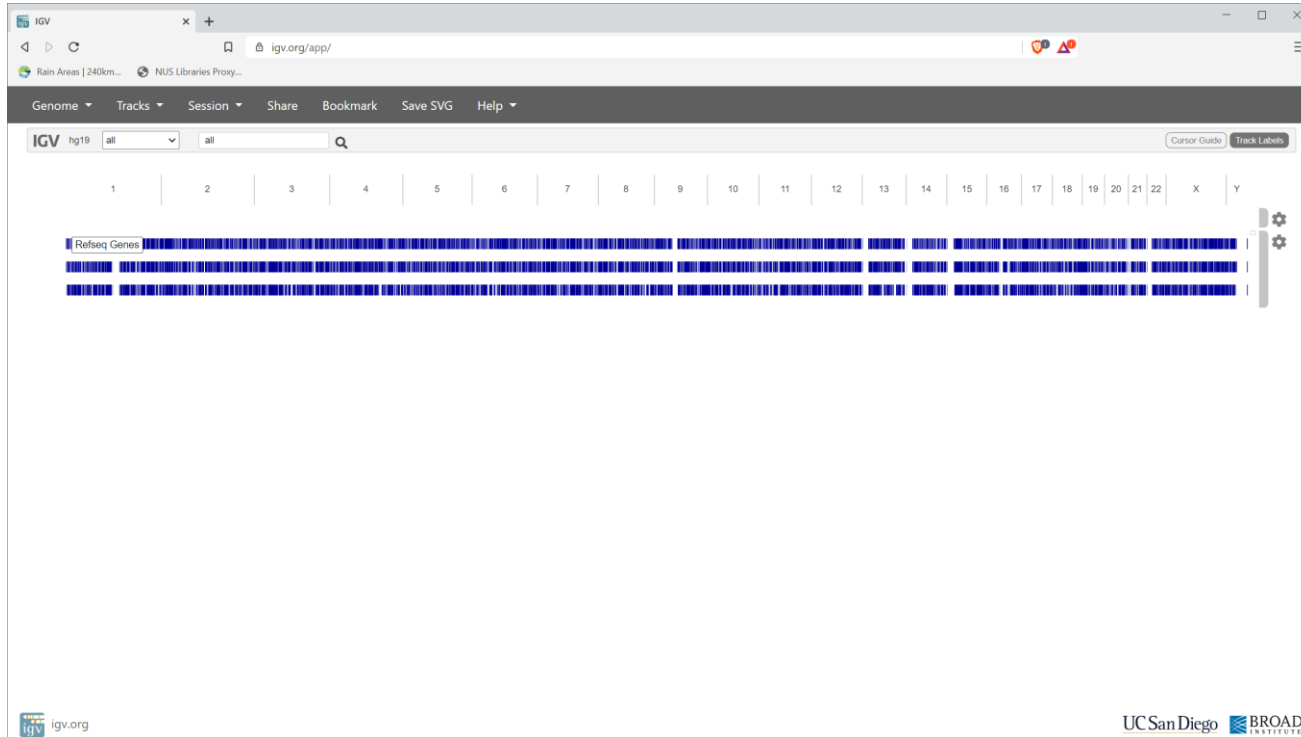 IGV
igv.org/app/
Rain Areas | 240km... NUS Libraries Proxy...
Genome Tracks Session Share Bookmark Save SVG Help
IGV hg19 all all Cursor Guide Track Labels
1 2 3 4 5 6 7 8 9 10 11 12 13 14 15 16 17 18 19 20 21 22 X Y
Refseq Genes
igv igv.org UC San Diego BROAD
INSTITUTE